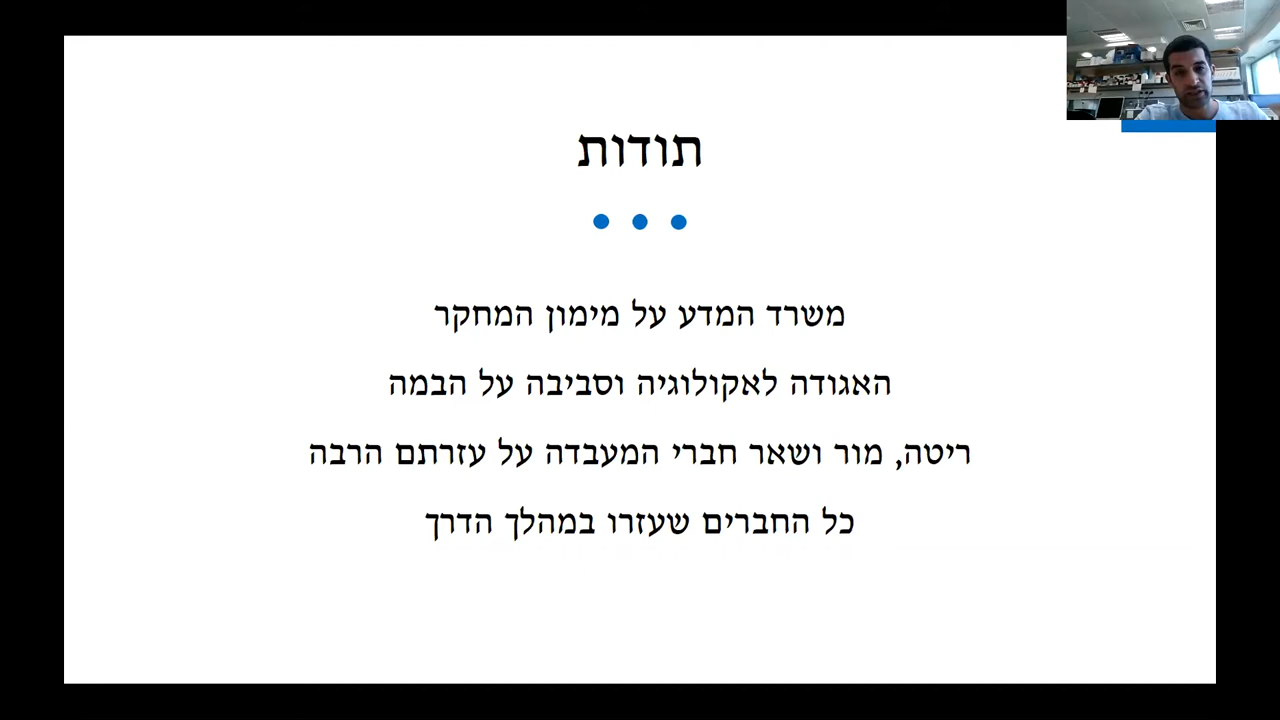 תודות
משרד המדע על מימון המחקר
האגודה לאקולוגיה וסביבה על הבמה
ריטה, מור ושאר חברי המעבדה על עזרתם הרבה
כל החברים שעזרו במהלך הדרך